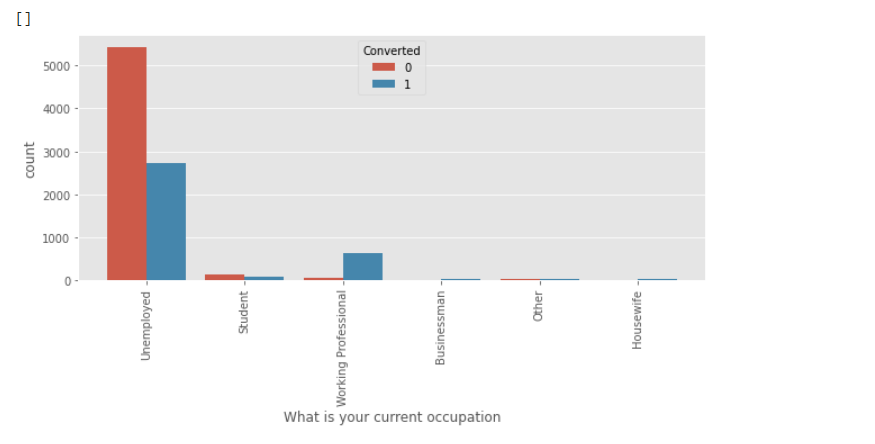 []
Converted
0
1
5000
4000
3000
2000
1000
0
count
Unemployed
Student
Working Professional
Businessman
Other
Housewife
What is your current occupation